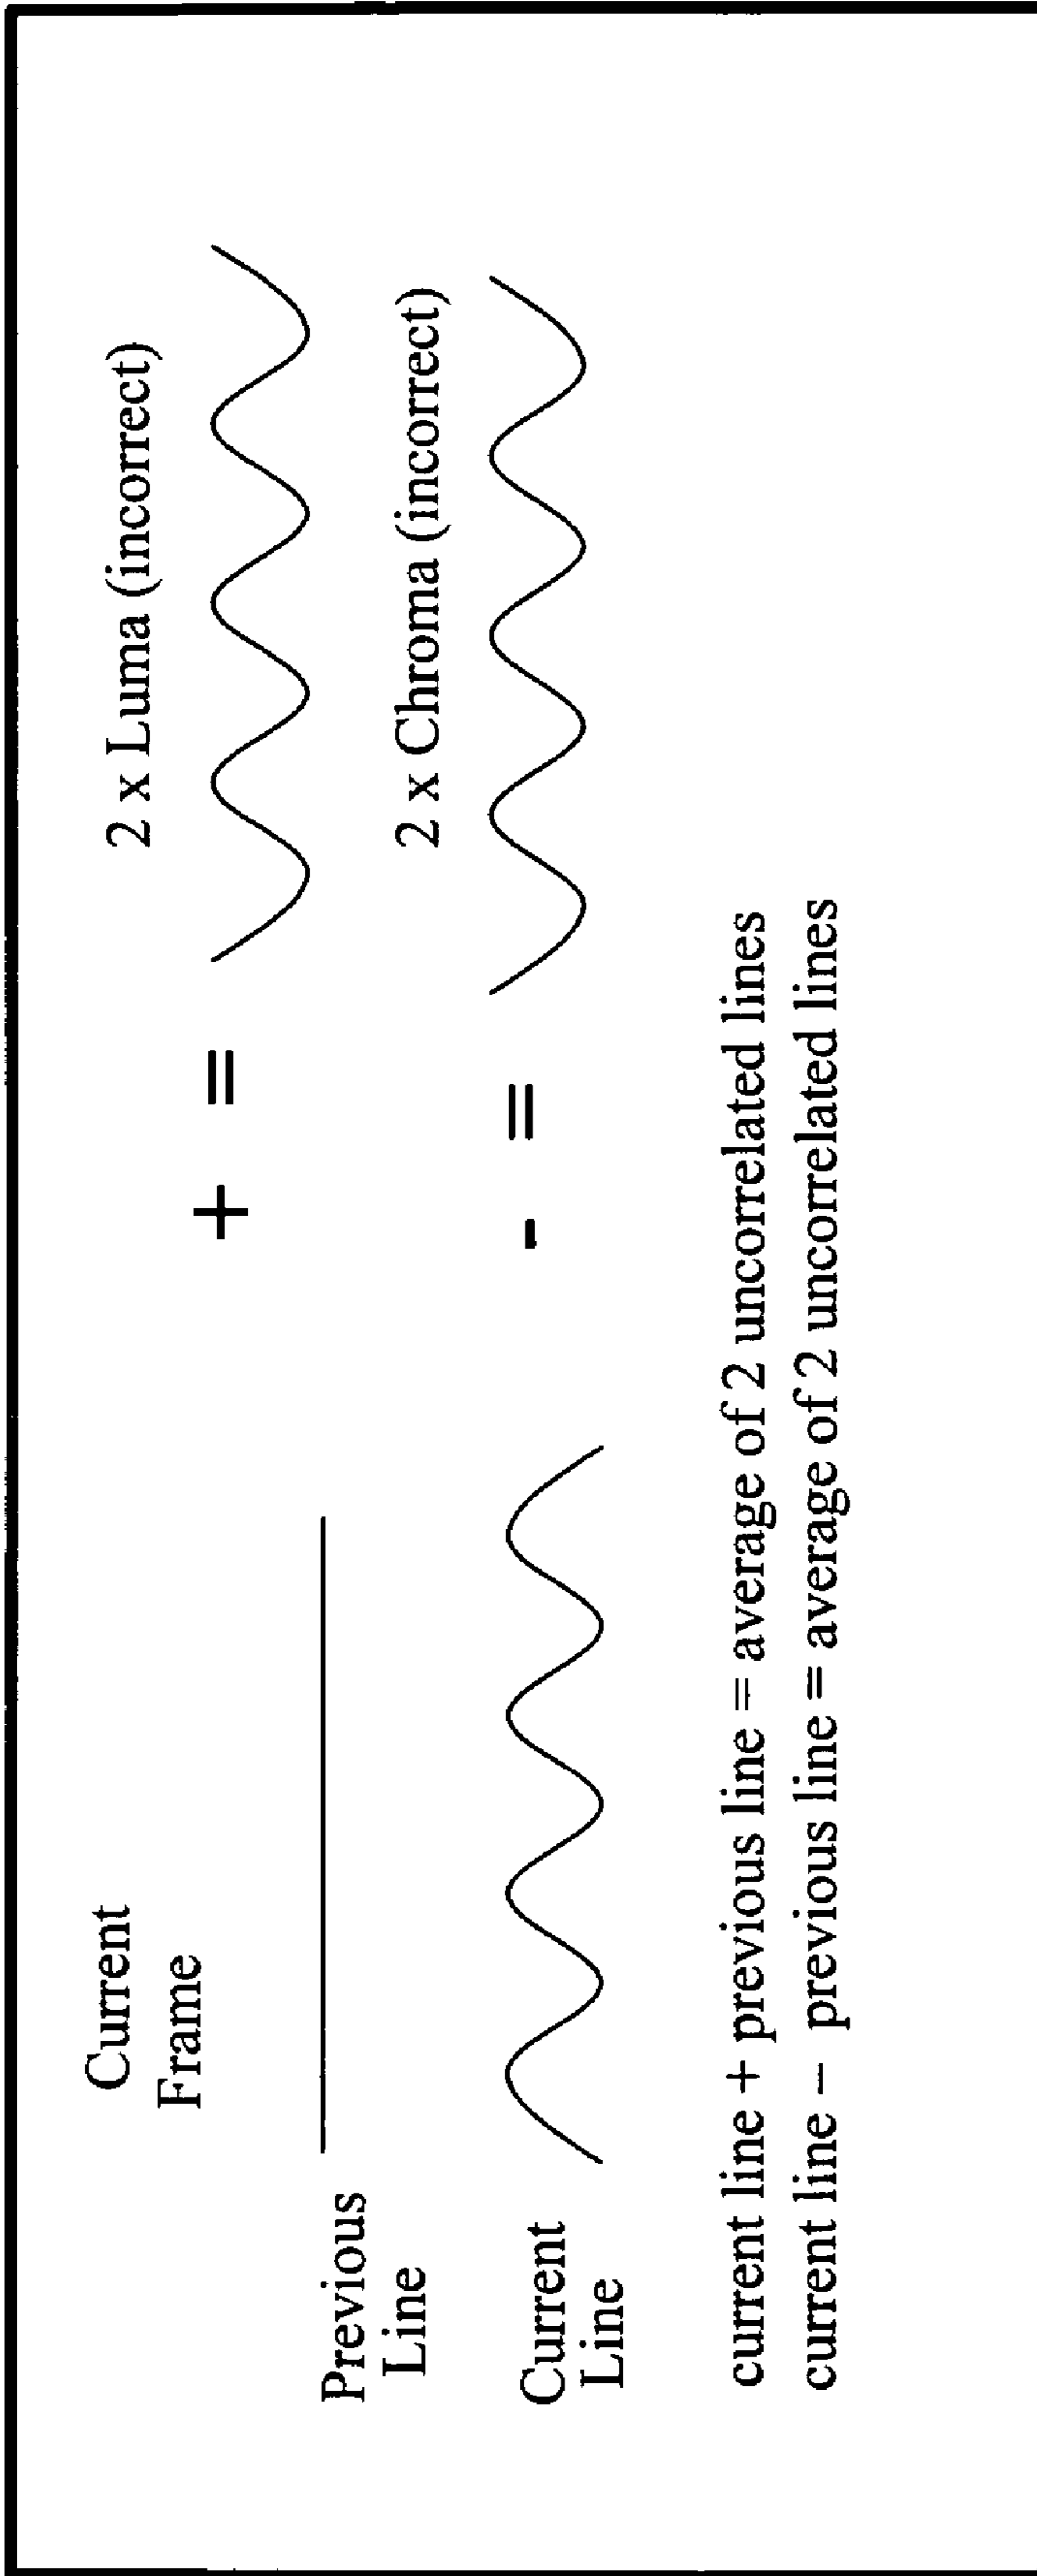 Current
Frame
2 x Luma (incorrect)
+ =
Previous
Line
2 x Chroma (incorrect)
- =
Current
Line
current line + previous line = average of 2 uncorrelated lines
current line – previous line = average of 2 uncorrelated lines